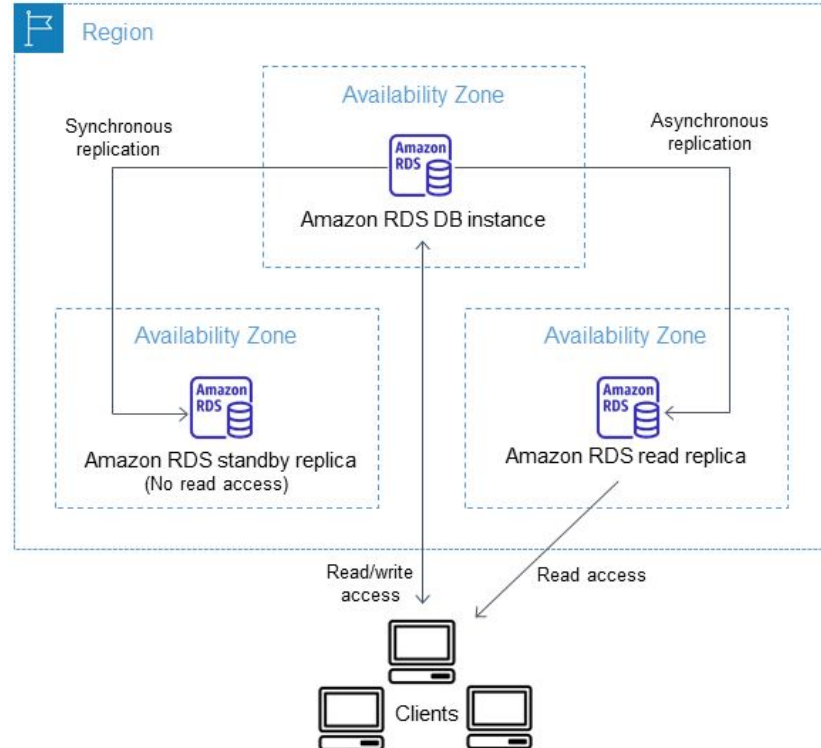 Region
Availability Zone
Synchronous
replication
Asynchronous
replication
Amazon
RDS
Amazon RDS DB instance
Availability Zone
Amazon
RDS
Amazon RDS standby replica
(No read access)
Availability Zone
Amazon
RDS
Amazon RDS read replica
Read/write
access
Read access
Clients